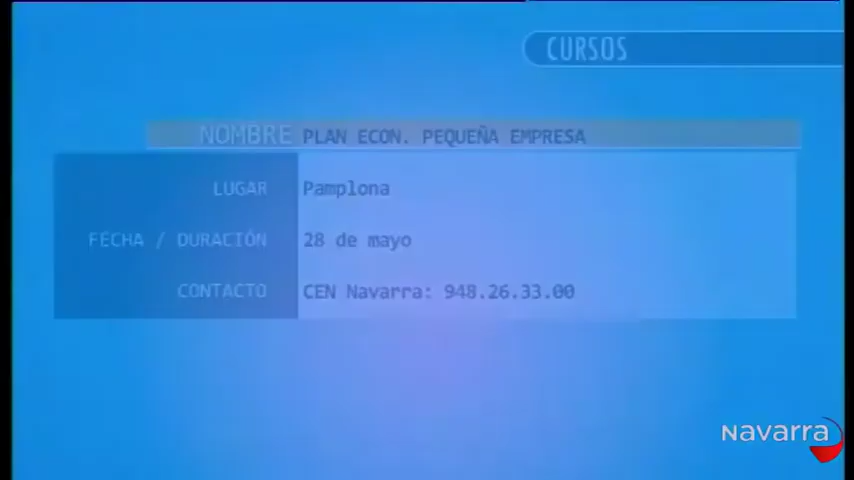 CURSOS
NOMBRE PLAN ECON. PEQUEÑA EMPRESA
LUGAR Pamplona
FECHA / DURACIÓN 28 de mayo
CONTACTO CEN Navarra: 948.26.33.00
Navarra